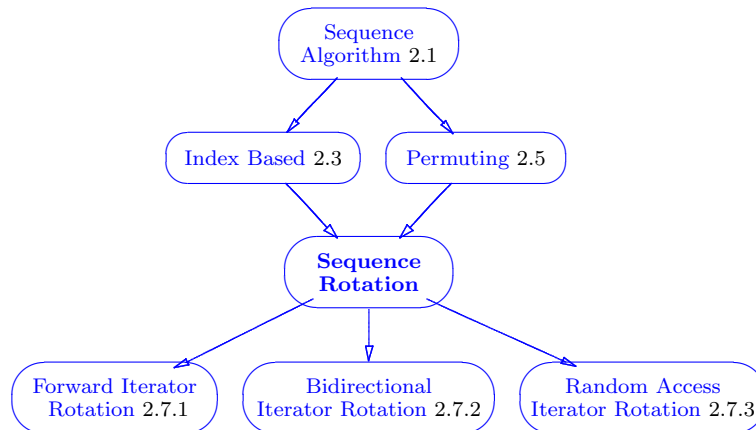 Sequence
Algorithm 2.1
Index Based 2.3
Permuting 2.5
Sequence
Rotation
Forward Iterator
Rotation 2.7.1
Bidirectional
Iterator Rotation 2.7.2
Random Access
Iterator Rotation 2.7.3